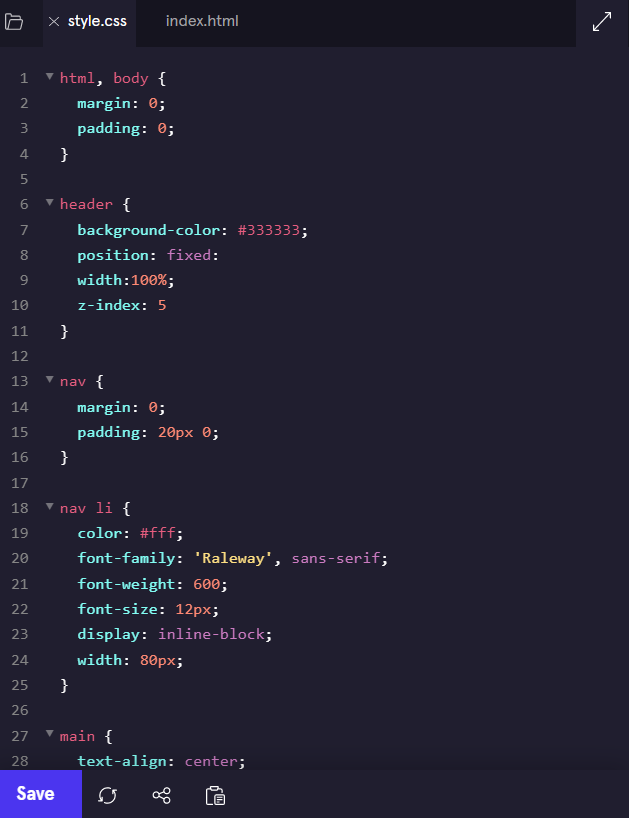 style.css index.html
1 html, body {
2 margin: 0;
3 padding: 0;
4 }
5
6 header {
7 background-color: #333333;
8 position: fixed:
9 width:100%;
10 z-index: 5
11 }
12
13 nav {
14 margin: 0;
15 padding: 20px 0;
16 }
17
18 nav li {
19 color: #fff;
20 font-family: 'Raleway', sans-serif;
21 font-weight: 600;
22 font-size: 12px;
23 display: inline-block;
24 width: 80px;
25 }
26
27 main {
28 text-align: center;
Save